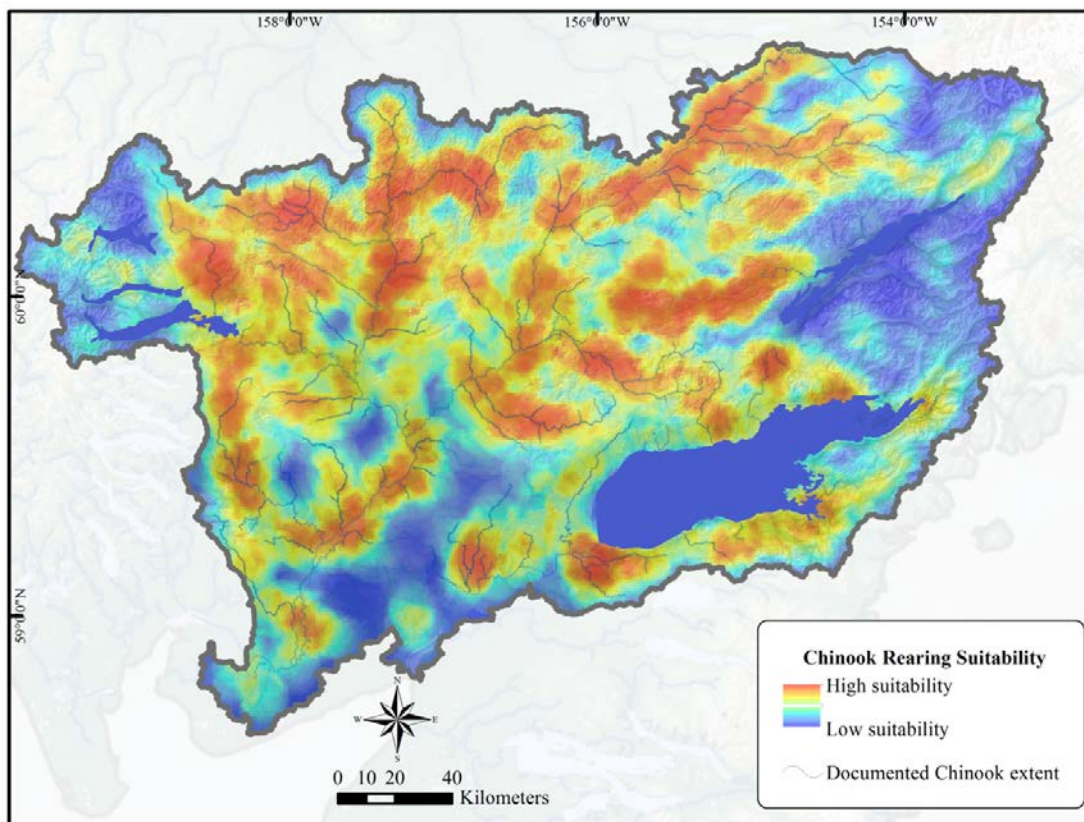 158°0'0"W
156°0'0"W
154°0'0"W
60°0'0"N
59°0'0"N
N
W
E
S
0 10 20 40
Kilometers
Chinook Rearing Suitability
High suitability
Low suitability
Documented Chinook extent